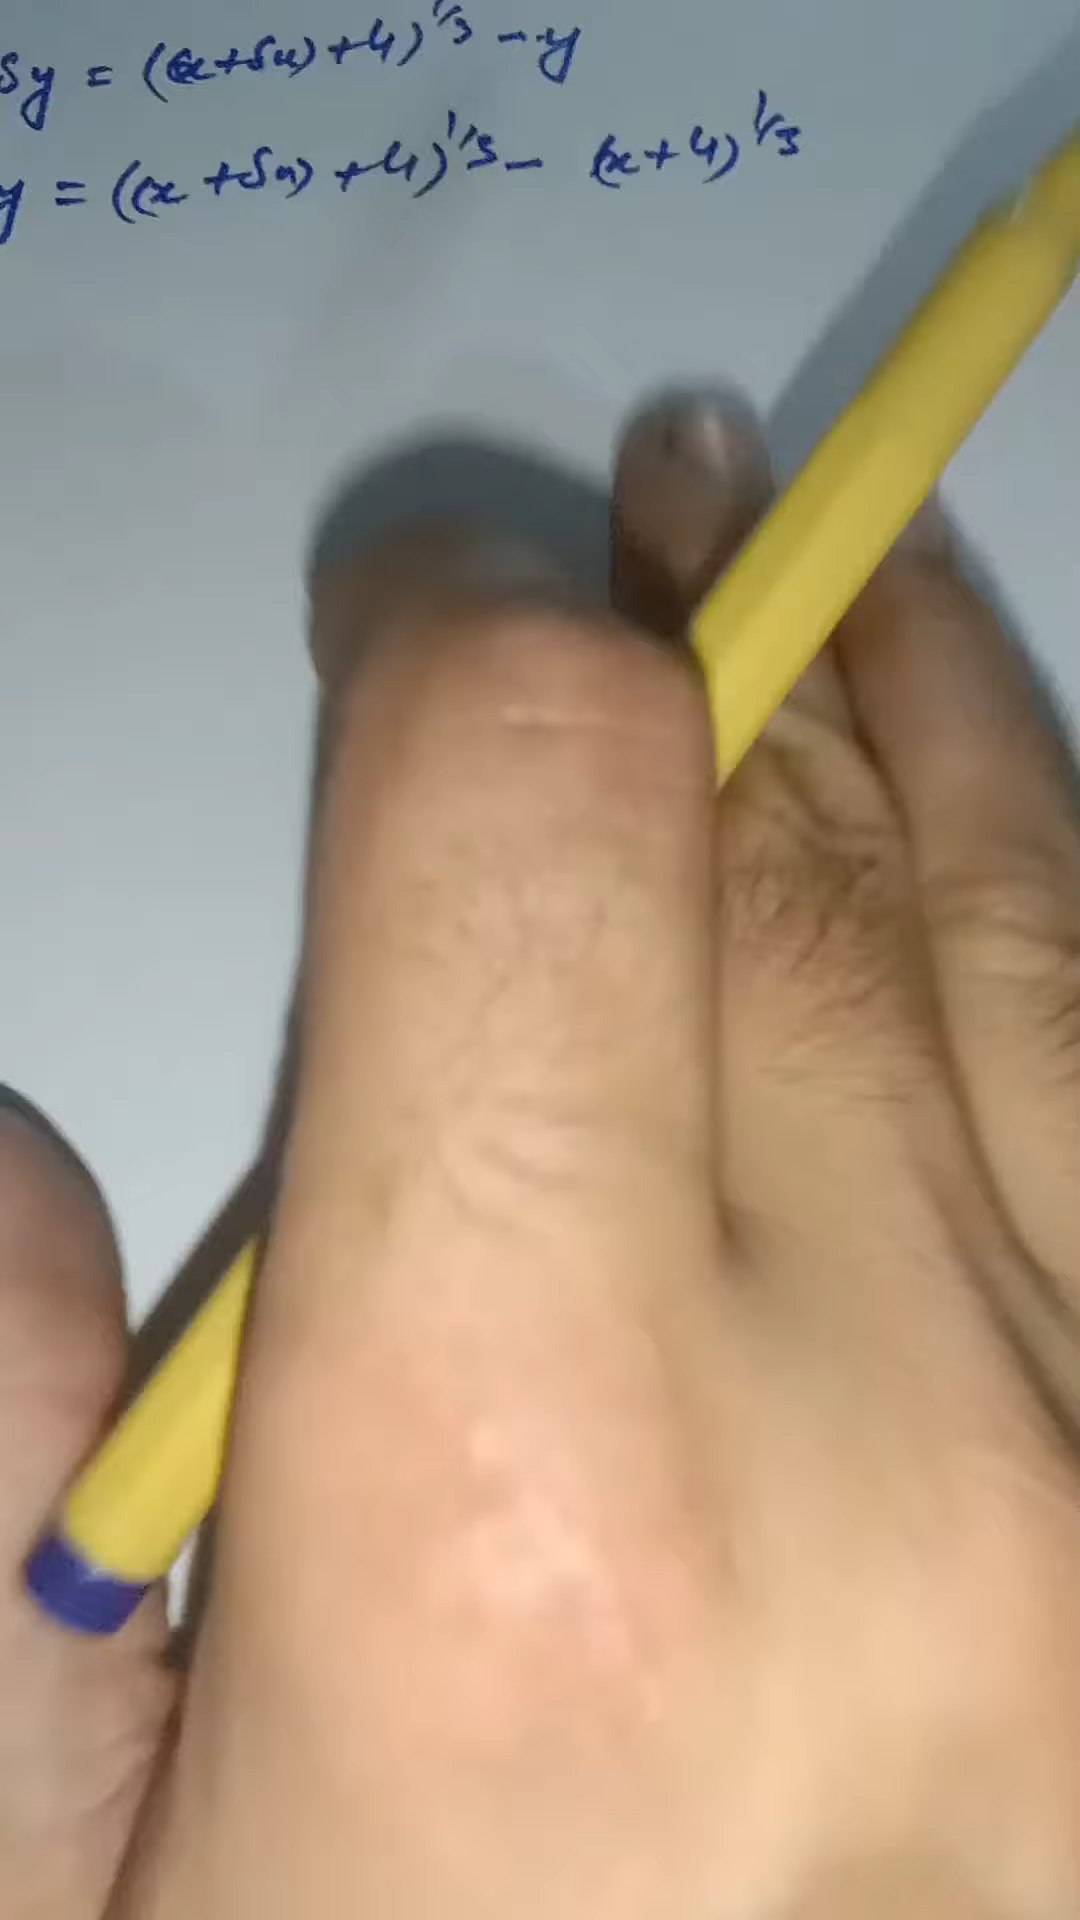 δy = ((x+δx)+4)^1/3 - y
y = ((x+δx)+4)^1/3 - (x+4)^1/3